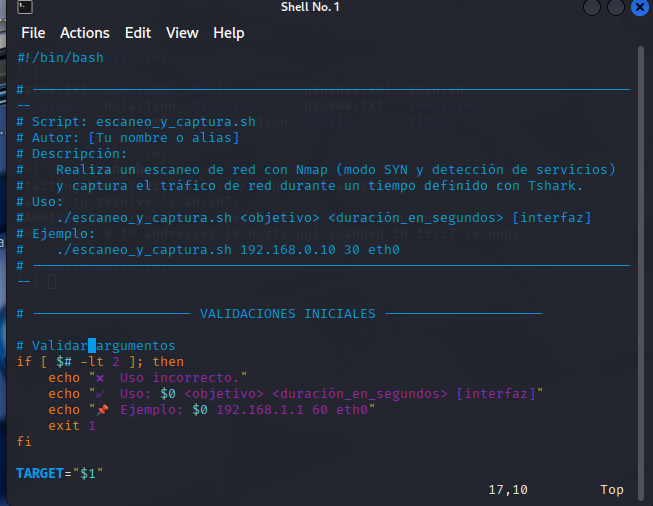 Shell No. 1
File Actions Edit View Help
#!/bin/bash
# ------------------------------------------------------------------------------
--
# Script: escaneo_y_captura.sh
# Autor: [Tu nombre o alias]
# Descripción:
#    Realiza un escaneo de red con Nmap (modo SYN y detección de servicios)
#    y captura el tráfico de red durante un tiempo definido con Tshark.
# Uso:
#    ./escaneo_y_captura.sh <objetivo> <duración_en_segundos> [interfaz]
# Ejemplo:
#    ./escaneo_y_captura.sh 192.168.0.10 30 eth0
# ------------------------------------------------------------------------------
--
# -------------------- VALIDACIONES INICIALES --------------------
# Validar argumentos
if [ $# -lt 2 ]; then
    echo "❌ Uso incorrecto."
    echo "✔ Uso: $0 <objetivo> <duración_en_segundos> [interfaz]"
    echo "📌 Ejemplo: $0 192.168.1.1 60 eth0"
    exit 1
fi
TARGET="$1"
17,10 Top